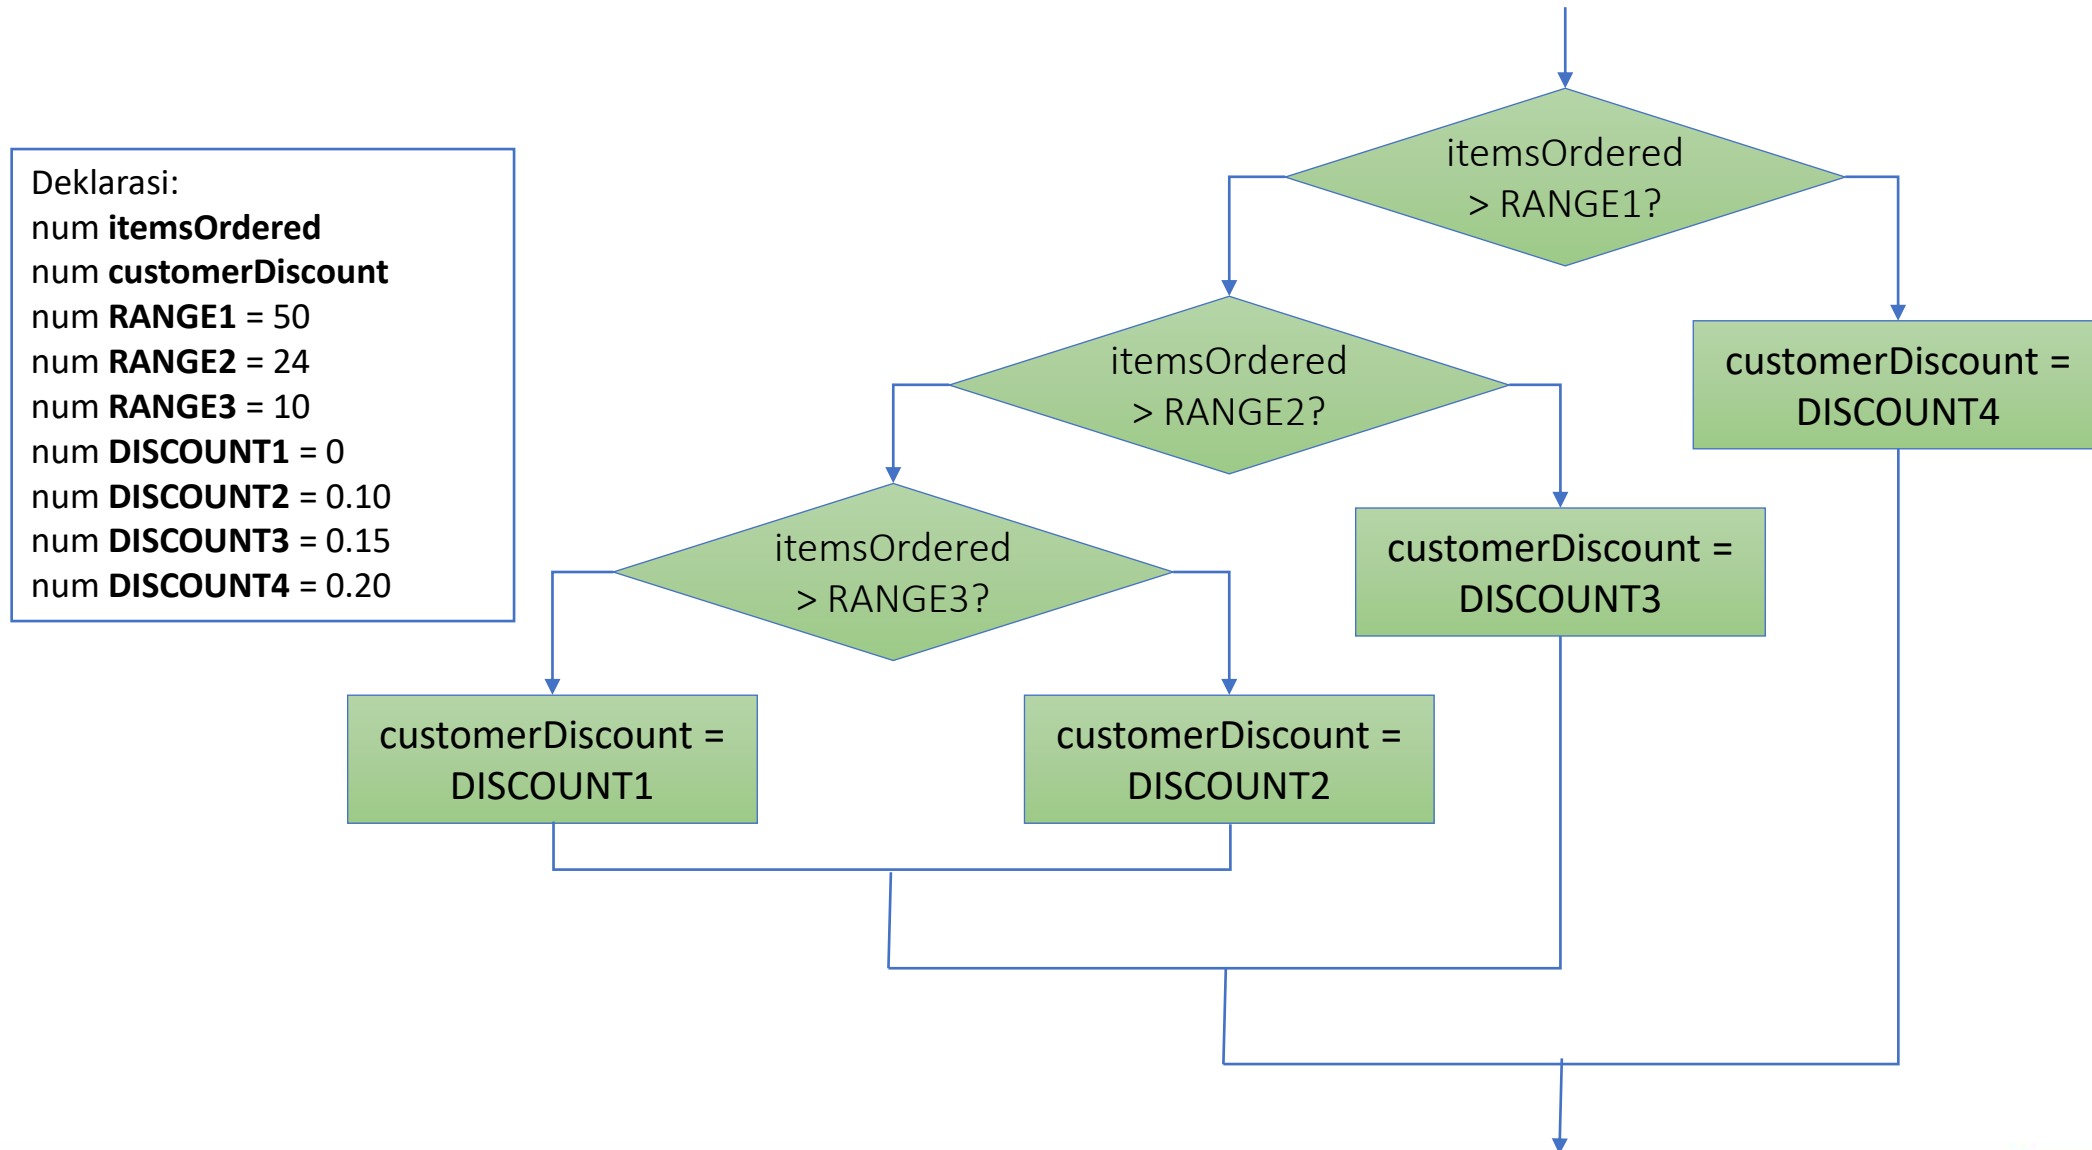 Deklarasi:
num itemsOrdered
num customerDiscount
num RANGE1 = 50
num RANGE2 = 24
num RANGE3 = 10
num DISCOUNT1 = 0
num DISCOUNT2 = 0.10
num DISCOUNT3 = 0.15
num DISCOUNT4 = 0.20
itemsOrdered
> RANGE1?
itemsOrdered
> RANGE2?
customerDiscount =
DISCOUNT4
itemsOrdered
> RANGE3?
customerDiscount =
DISCOUNT3
customerDiscount =
DISCOUNT1
customerDiscount =
DISCOUNT2